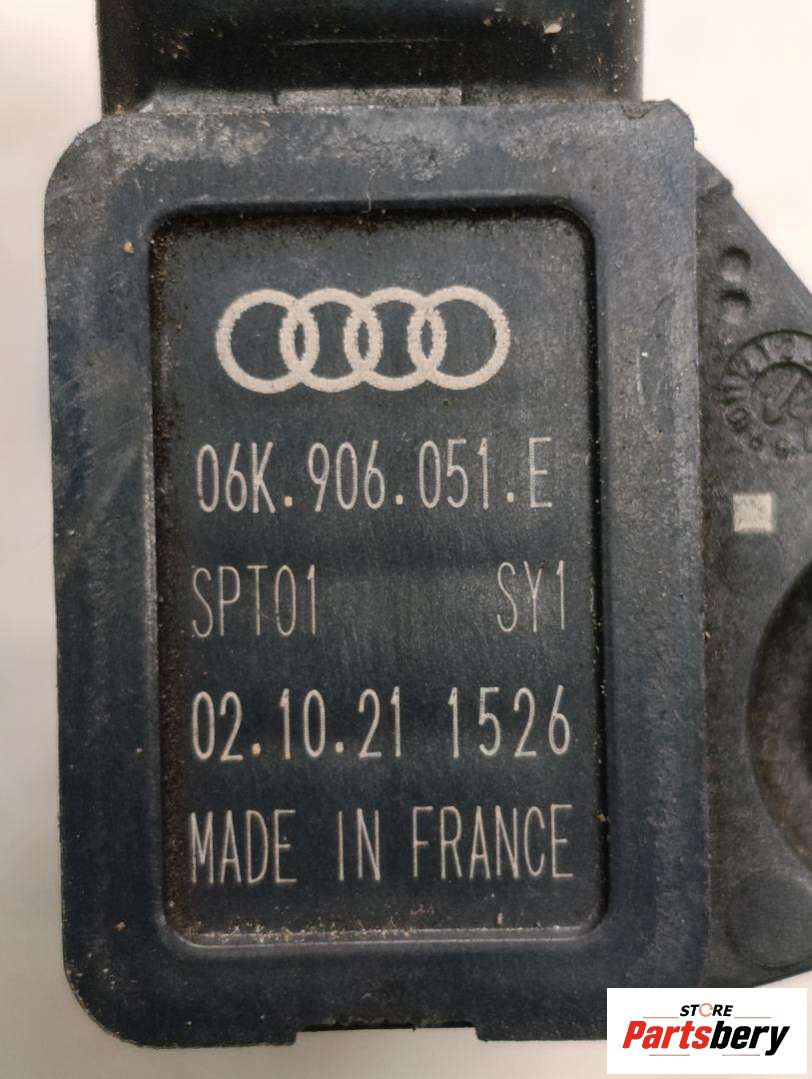 06K.906.051.E
SPT01 SY1
02.10.21 1526
MADE IN FRANCE
STORE
Partsbery